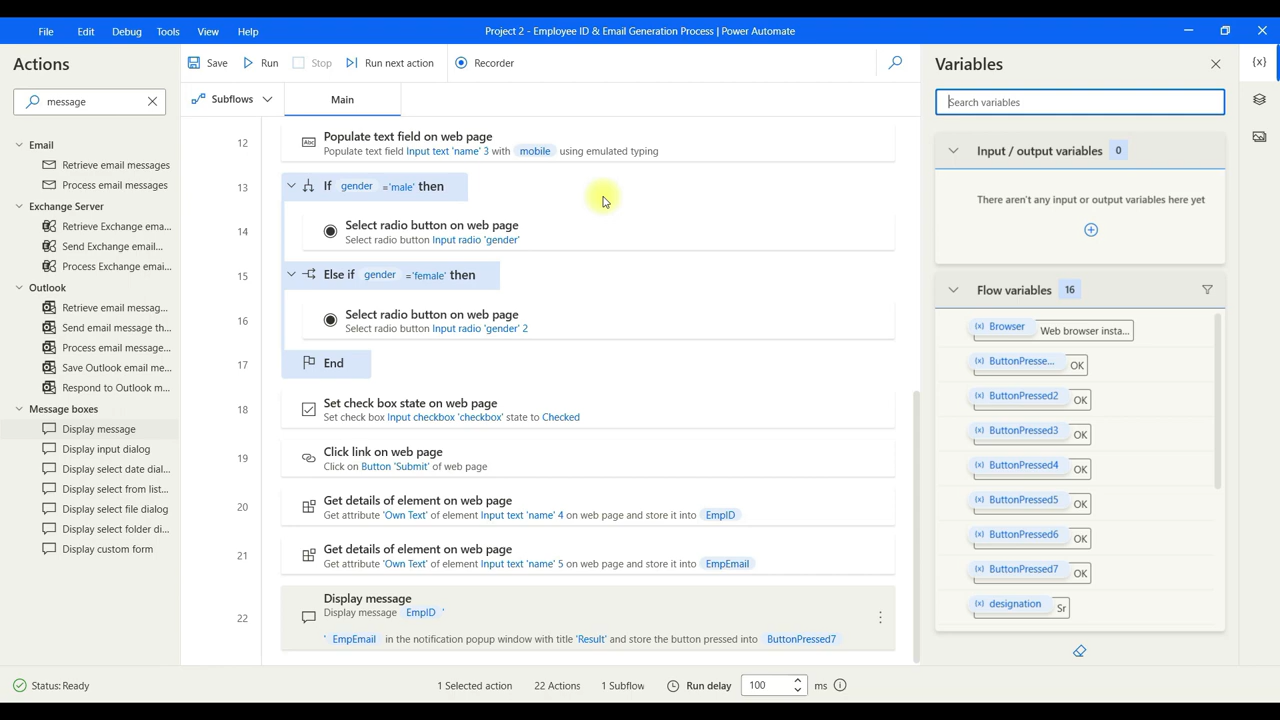 File Edit Debug Tools View Help
Project 2 - Employee ID & Email Generation Process | Power Automate
Actions
message
Email
Retrieve email messages
Process email messages
Exchange Server
Retrieve Exchange ema...
Send Exchange email...
Process Exchange emai...
Outlook
Retrieve email messag...
Send email message th...
Process email message...
Save Outlook email me...
Respond to Outlook m...
Message boxes
Display message
Display input dialog
Display select date dial...
Display select from list...
Display select file dialog
Display select folder di...
Display custom form
Save Run Stop Run next action Recorder
Subflows Main
12 Populate text field on web page
Populate text field Input text 'name' 3 with mobile using emulated typing
13 If gender ='male' then
14 Select radio button on web page
Select radio button Input radio 'gender'
15 Else if gender ='female' then
16 Select radio button on web page
Select radio button Input radio 'gender' 2
17 End
18 Set check box state on web page
Set check box Input checkbox 'checkbox' state to Checked
19 Click link on web page
Click on Button 'Submit' of web page
20 Get details of element on web page
Get attribute 'Own Text' of element Input text 'name' 4 on web page and store it into EmpID
21 Get details of element on web page
Get attribute 'Own Text' of element Input text 'name' 5 on web page and store it into EmpEmail
22 Display message
Display message EmpID '
' EmpEmail in the notification popup window with title 'Result' and store the button pressed into ButtonPressed7
Variables
{x}
Search variables
Input / output variables 0
There aren't any input or output variables here yet
Flow variables 16
(x) Browser Web browser insta...
(x) ButtonPresse... OK
(x) ButtonPressed2 OK
(x) ButtonPressed3 OK
(x) ButtonPressed4 OK
(x) ButtonPressed5 OK
(x) ButtonPressed6 OK
(x) ButtonPressed7 OK
(x) designation Sr
Status: Ready 1 Selected action 22 Actions 1 Subflow Run delay 100 ms